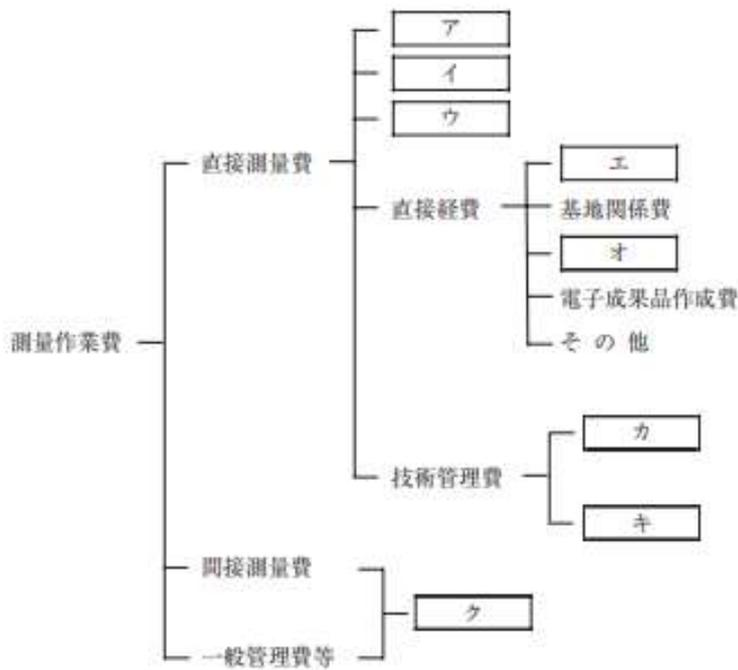 ア
イ
ウ
直接測量費
エ
直接経費
基地関係費
オ
電子成果品作成費
測量作業費
そ の 他
カ
技術管理費
キ
間接測量費
ク
一般管理費等